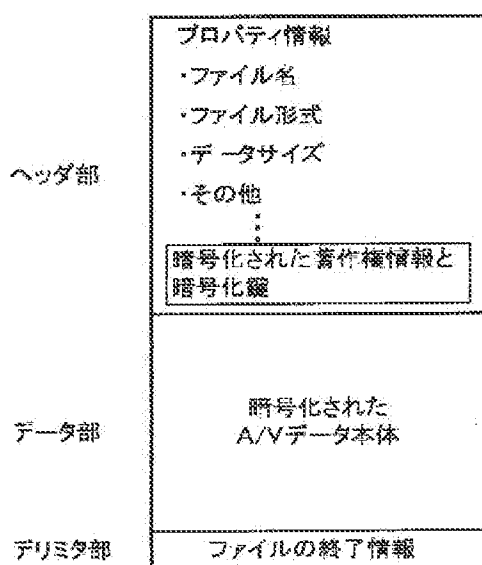 プロパティ情報
・ファイル名
・ファイル形式
・データサイズ
ヘッダ部
・その他
暗号化された著作権情報と
暗号化鍵
暗号化された
データ部
A/Vデータ本体
デリミタ部
ファイルの終了情報